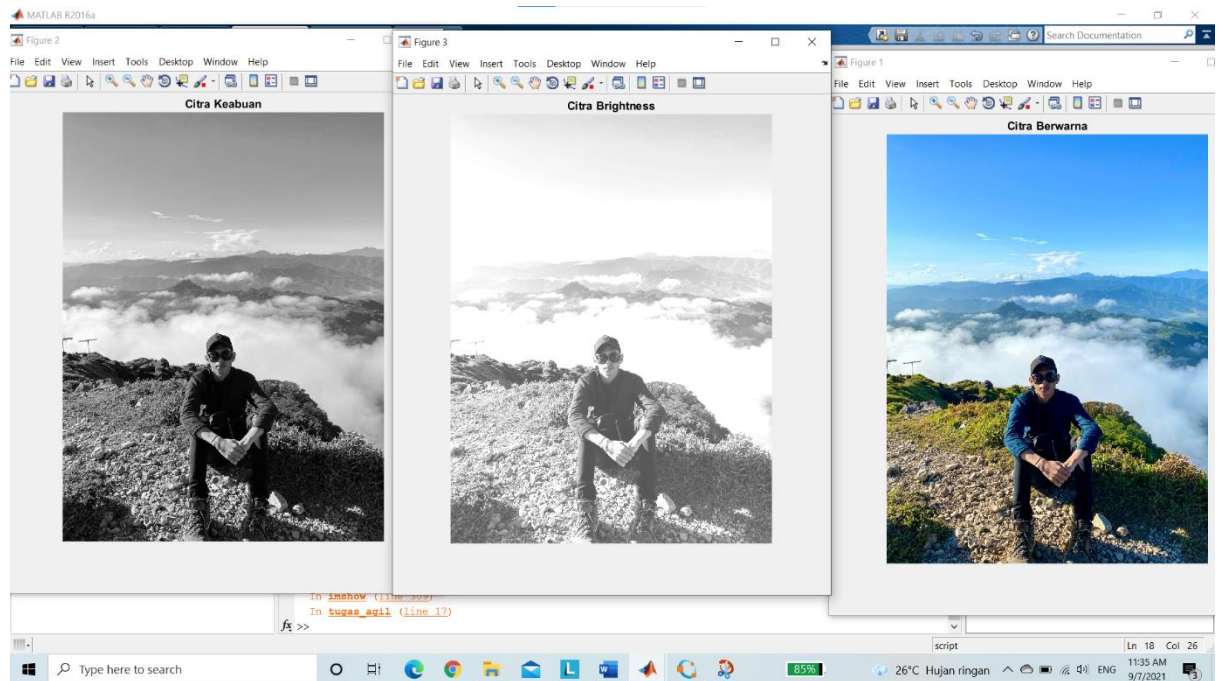 MATLAB R2016a
Search Documentation
Figure 2
File Edit View Insert Tools Desktop Window Help
Citra Keabuan
Figure 3
File Edit View Insert Tools Desktop Window Help
Citra Brightness
Figure 1
File Edit View Insert Tools Desktop Window Help
Citra Berwarna
In imshow (line 309)
In tugas_agil (line 17)
fx >>
script
Ln 18 Col 26
Type here to search
85%
26°C Hujan ringan
ENG
11:35 AM
9/7/2021
3